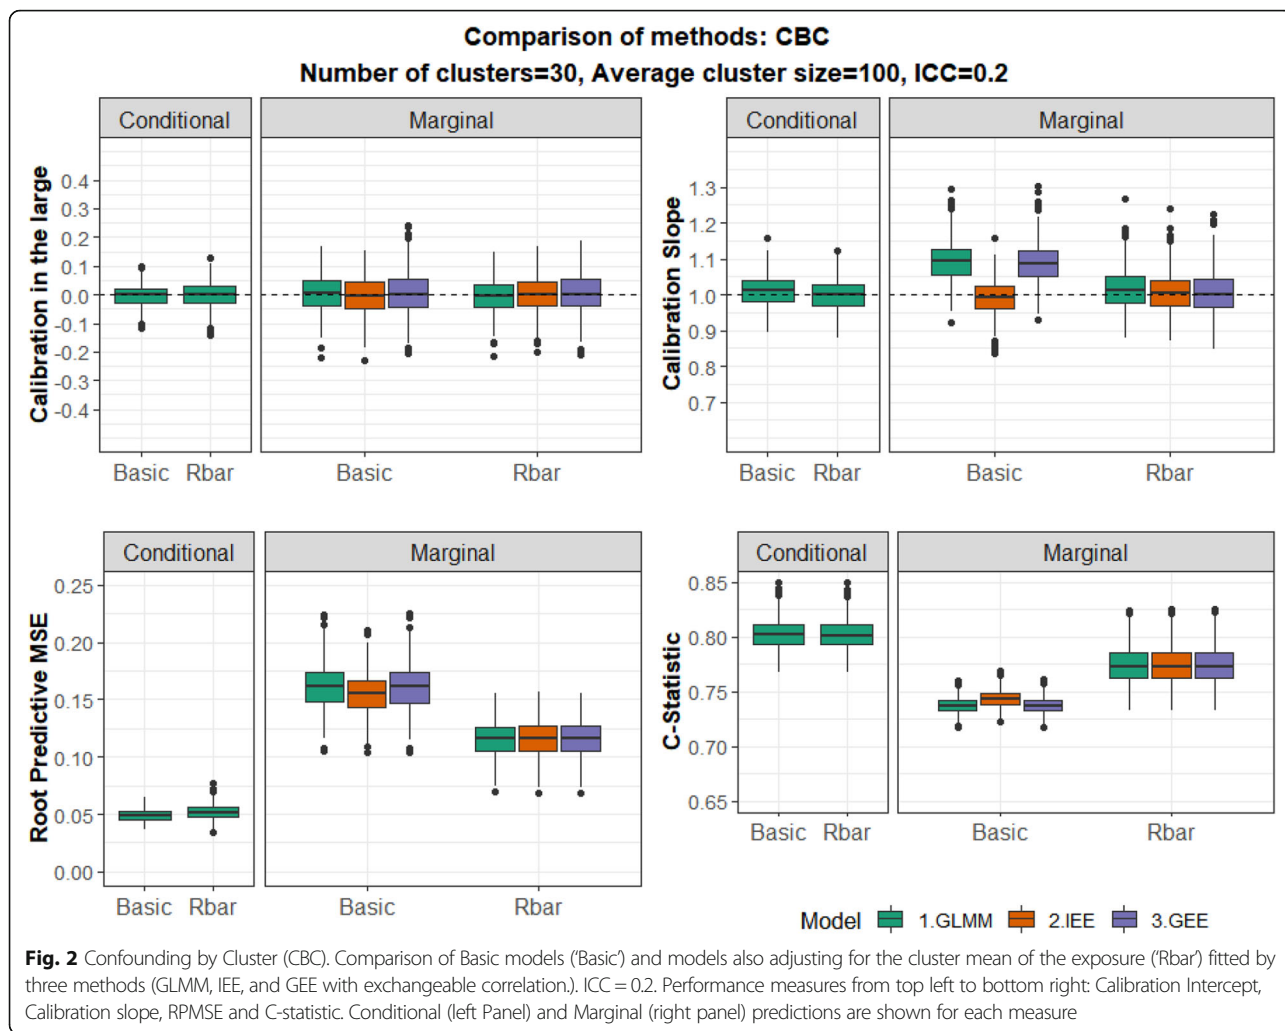 Comparison of methods: CBC
Number of clusters=30, Average cluster size=100, ICC=0.2
Conditional
Marginal
Calibration in the large
0.4
0.3
0.2
0.1
0.0
-0.1
-0.2
-0.3
-0.4
Basic Rbar
Basic Rbar
Conditional
Marginal
Calibration Slope
1.3
1.2
1.1
1.0
0.9
0.8
0.7
Basic Rbar
Basic Rbar
Conditional
Marginal
Root Predictive MSE
0.25
0.20
0.15
0.10
0.05
0.00
Basic Rbar
Basic Rbar
Conditional
Marginal
C-Statistic
0.85
0.80
0.75
0.70
0.65
Basic Rbar
Basic Rbar
Model 1.GLMM 2.IEE 3.GEE
Fig. 2 Confounding by Cluster (CBC). Comparison of Basic models ('Basic') and models also adjusting for the cluster mean of the exposure ('Rbar') fitted by
three methods (GLMM, IEE, and GEE with exchangeable correlation.). ICC = 0.2. Performance measures from top left to bottom right: Calibration Intercept,
Calibration slope, RPMSE and C-statistic. Conditional (left Panel) and Marginal (right panel) predictions are shown for each measure